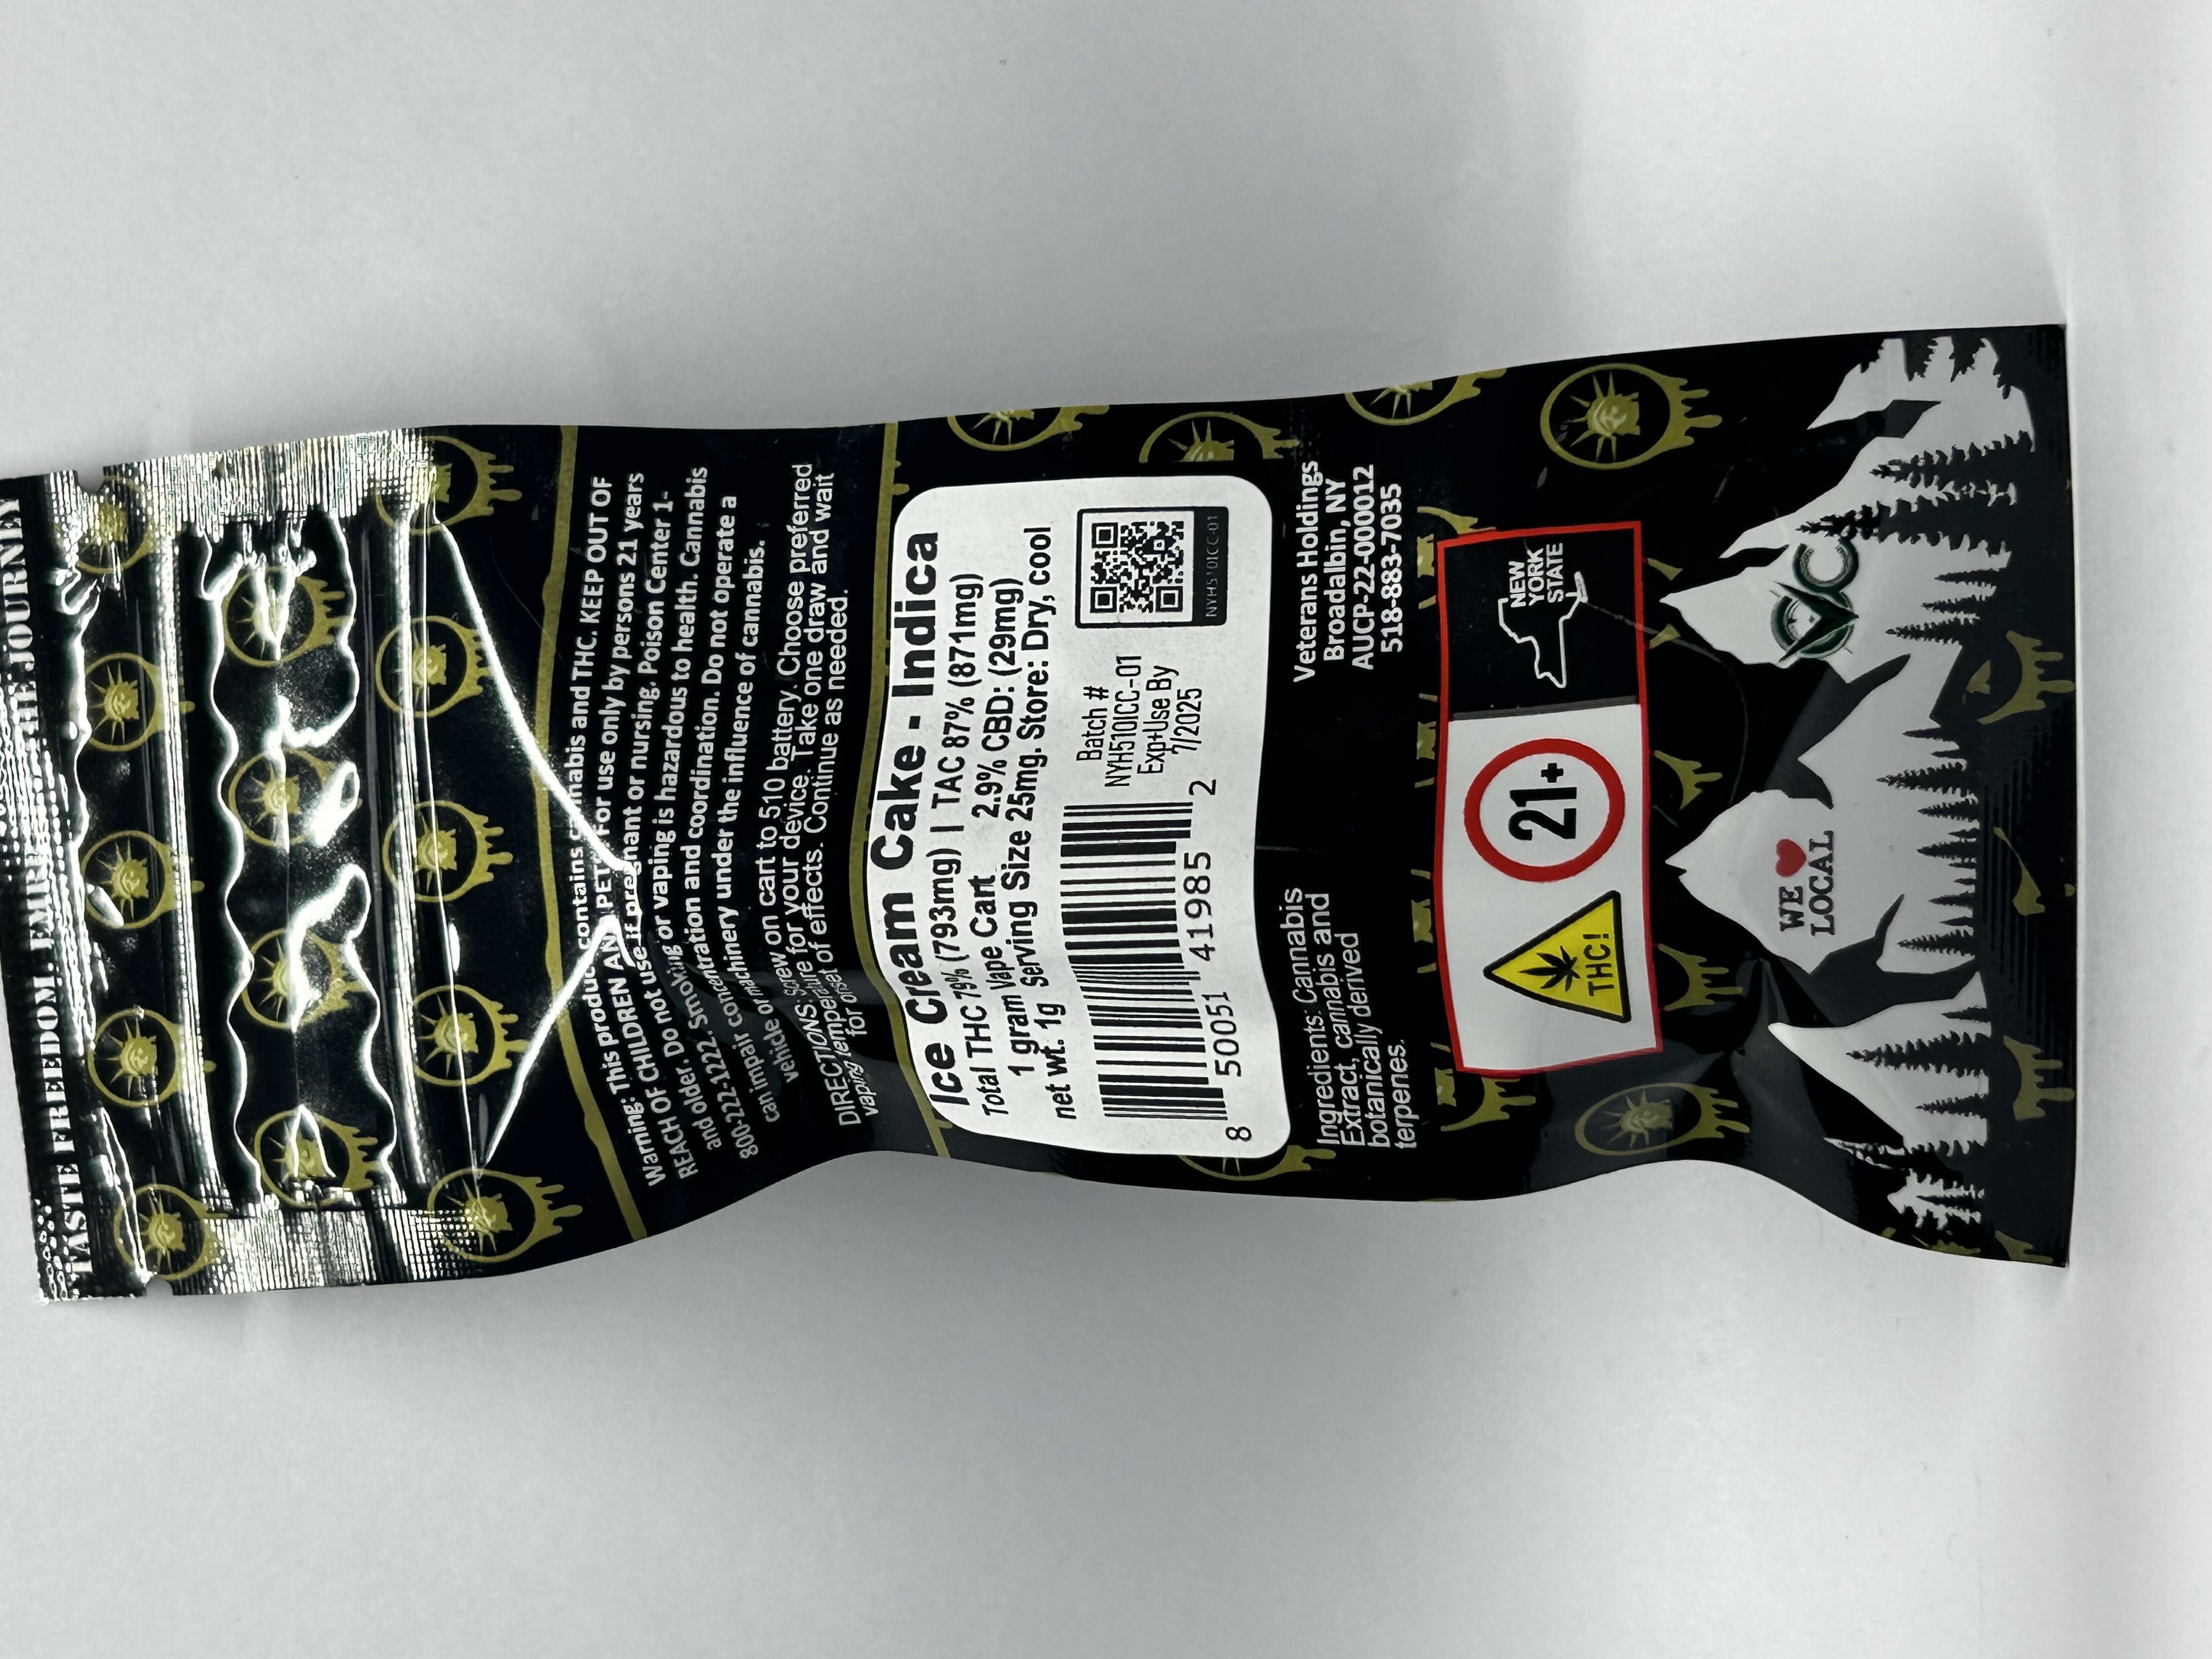 TASTE FREEDOM. EMBRACE THE JOURNEY
Warning: This product contains cannabis and THC. KEEP OUT OF
REACH OF CHILDREN AND PETS. For use only by persons 21 years
and older. Do not use if pregnant or nursing. Poison Center 1-
800-222-1222. Smoking or vaping is hazardous to health. Cannabis
can impair concentration and coordination. Do not operate a
vehicle or machinery under the influence of cannabis.
DIRECTIONS: Screw on cart to 510 battery. Choose preferred
vaping temperature for your device. Take one draw and wait
for onset of effects. Continue as needed.
Ice Cream Cake - Indica
Total THC 79% (793mg) | TAC 87% (871mg)
1 gram Vape Cart 2.9% CBD: (29mg)
net wt. 1g Serving Size 25mg. Store: Dry, cool
Batch #
NYH510ICC-01
Exp+Use By
7/2025
NYH510ICC-01
8 50051 41985 2
Ingredients: Cannabis
Extract, cannabis and
botanically derived
terpenes.
Veterans Holdings
Broadalbin, NY
AUCP-22-000012
518-883-7035
THC!
21+
NEW
YORK
STATE
WE ♥
LOCAL
VC